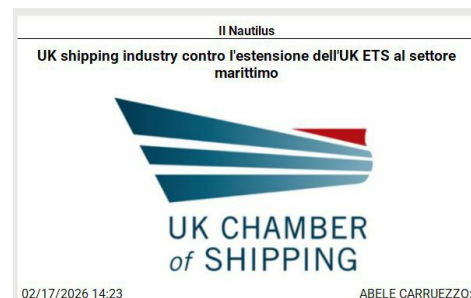 Il Nautilus
UK shipping industry contro l'estensione dell'UK ETS al settore
marittimo
UK CHAMBER
of SHIPPING
02/17/2026 14:23
ABELE CARRUEZZO;